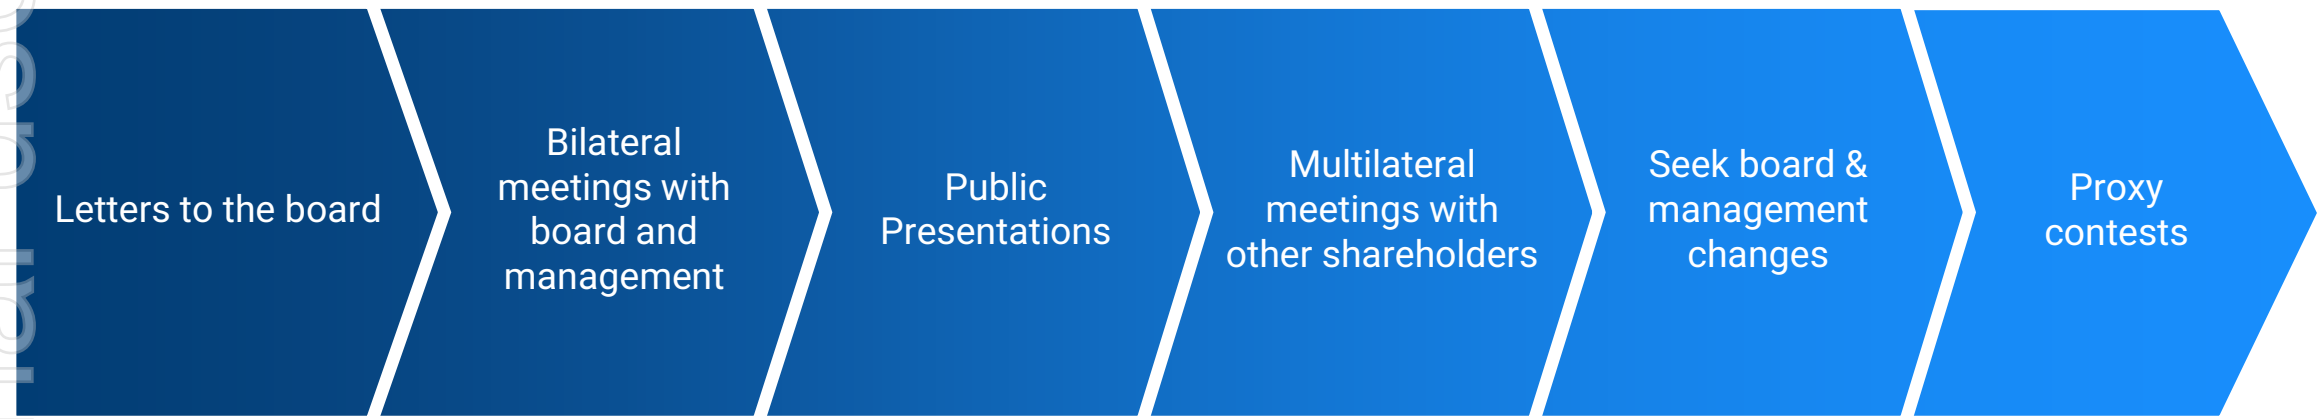 Letters to the board
Bilateral
meetings with
board and
management
Public
Presentations
Multilateral
meetings with
other shareholders
Seek board &
management
changes
Proxy
contests